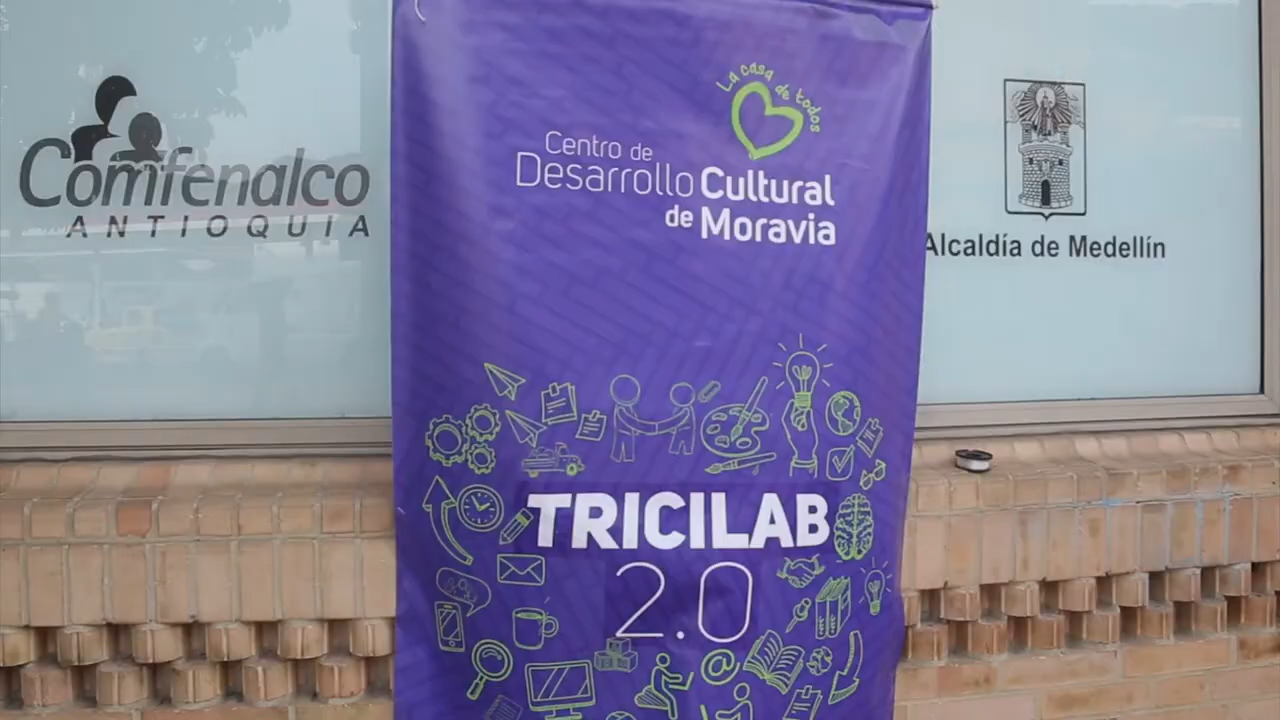 Comfenalco
ANTIOQUIA
La casa de todos
Centro de
Desarrollo Cultural
de Moravia
Alcaldía de Medellín
TRICILAB
2.0
@